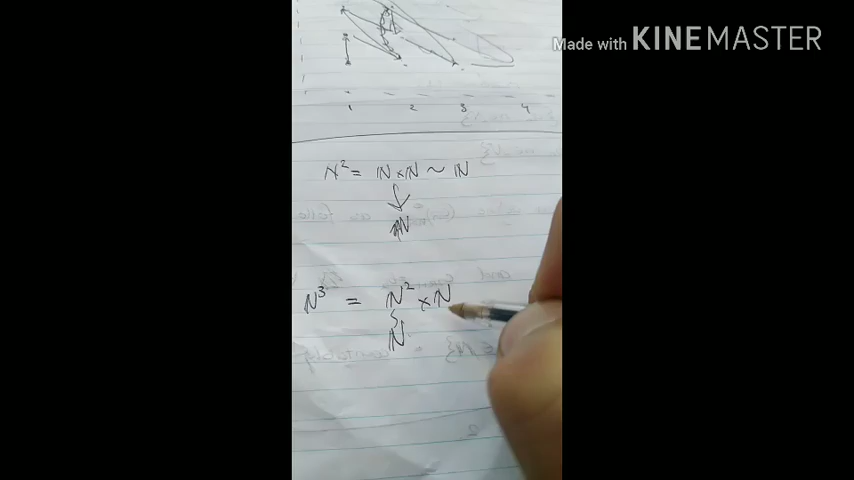 Made with KINEMASTER
1 2 3 4
N² = ℕ × ℕ ~ ℕ
ℕ
N³ = N² × N
N